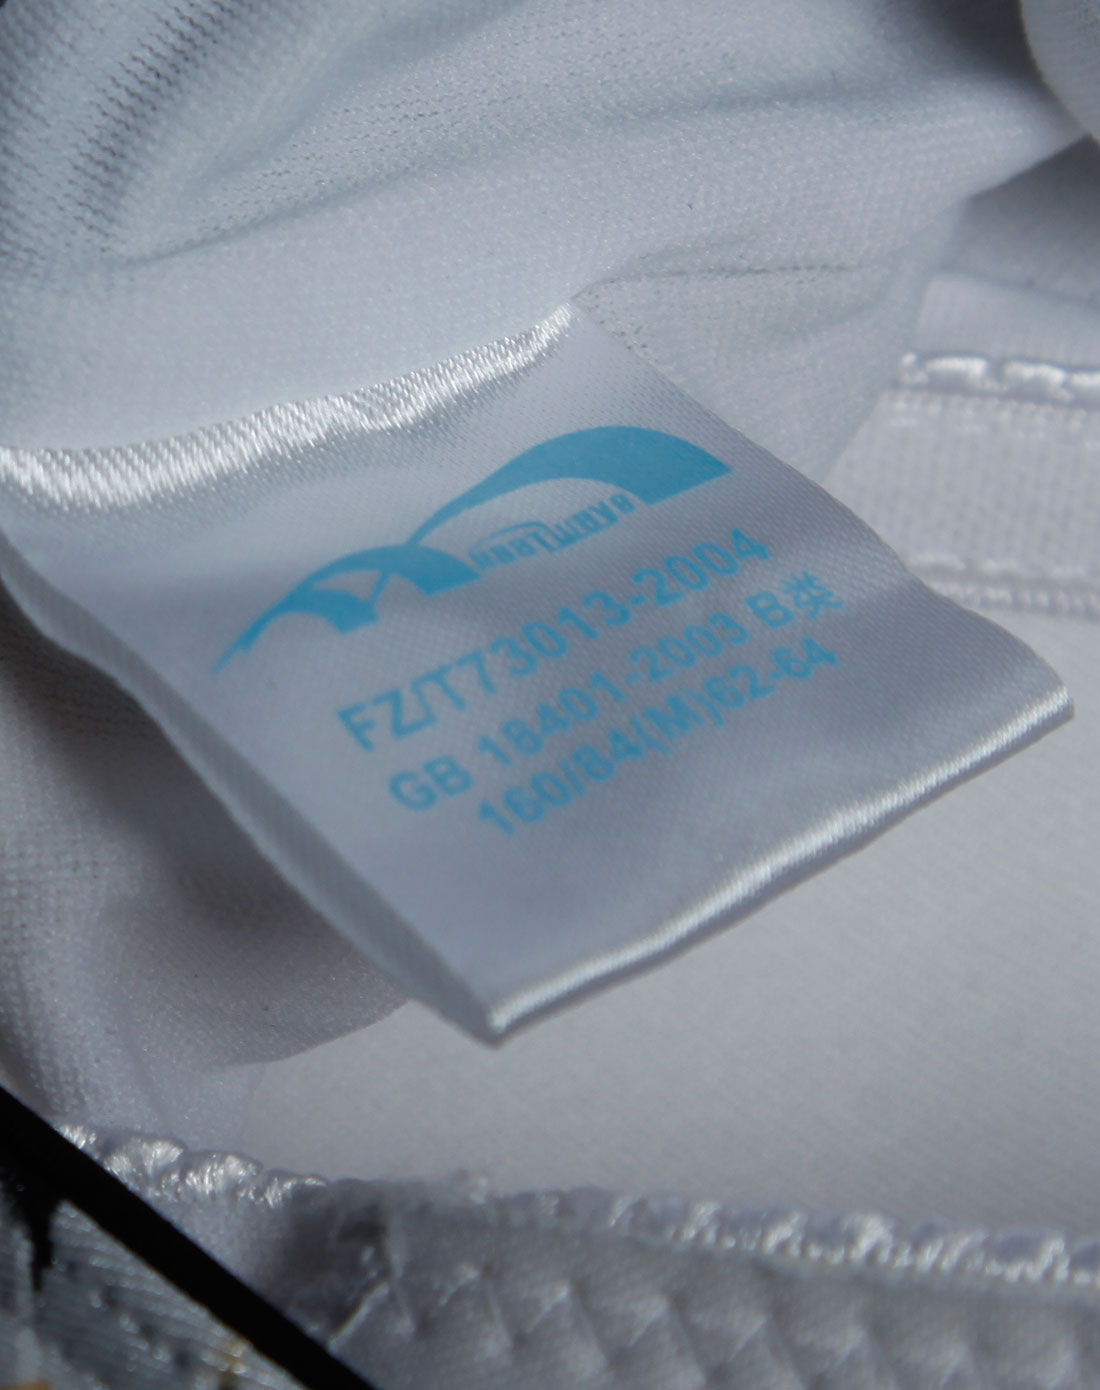 FZ/T73013-2004
GB 18401-2003 B类
160/84(M)62-64